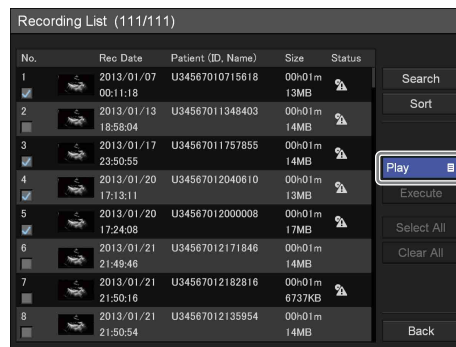 Recording List (111/111)
No. Rec Date Patient (ID, Name) Size Status
1 2013/01/07 U34567010715618 00h01m
00:11:18 13MB
2 2013/01/13 U34567011348403 00h01m
18:58:04 14MB
3 2013/01/17 U34567011757855 00h01m
23:50:55 14MB
4 2013/01/20 U34567012040610 00h01m
17:13:11 13MB
5 2013/01/20 U34567012000008 00h01m
17:24:08 17MB
6 2013/01/21 U34567012171846 00h01m
21:49:46 14MB
7 2013/01/21 U34567012182816 00h01m
21:50:16 6737KB
8 2013/01/21 U34567012135954 00h01m
21:50:54 14MB
Search
Sort
Play
Execute
Select All
Clear All
Back